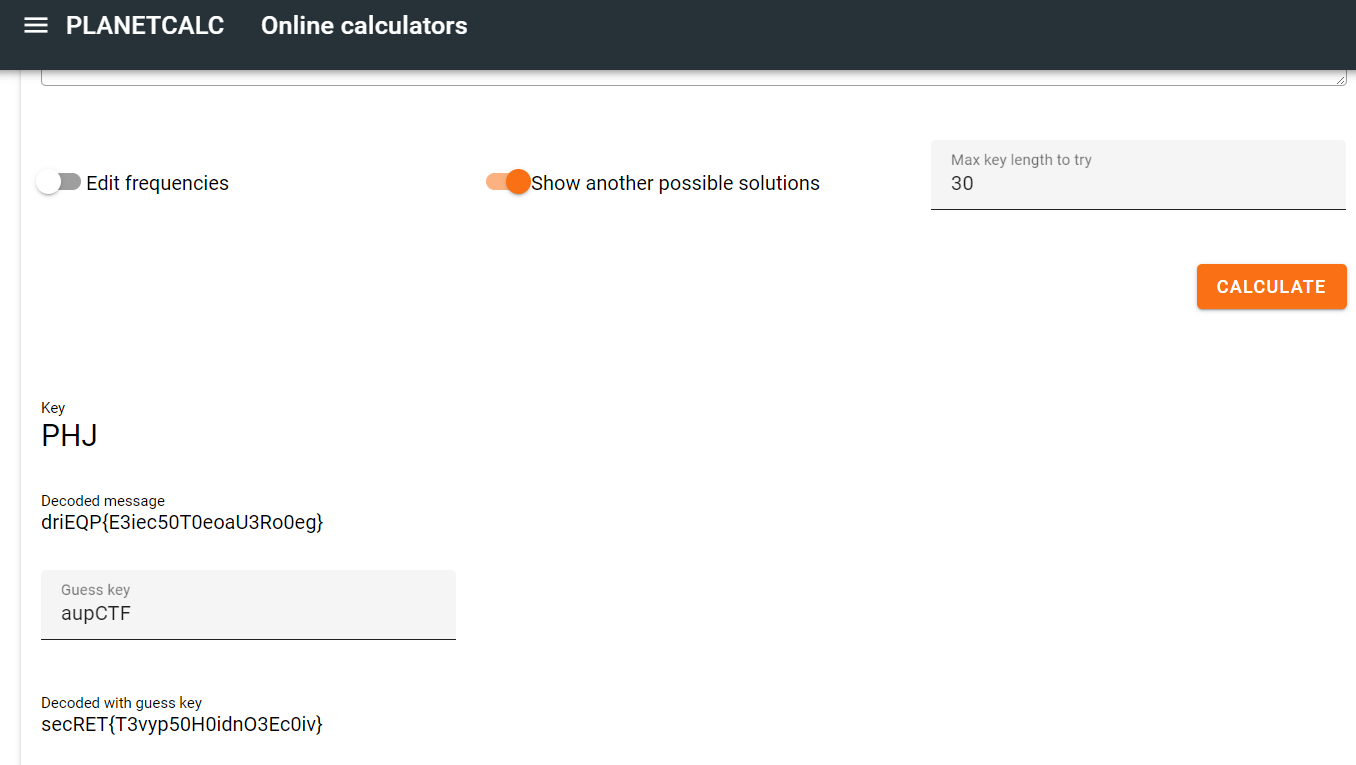 PLANETCALC Online calculators
Edit frequencies
Show another possible solutions
Max key length to try
30
CALCULATE
Key
PHJ
Decoded message
driEQP{E3iec50T0eoaU3Ro0eg}
Guess key
aupCTF
Decoded with guess key
secRET{T3vyp50H0idnO3Ec0iv}